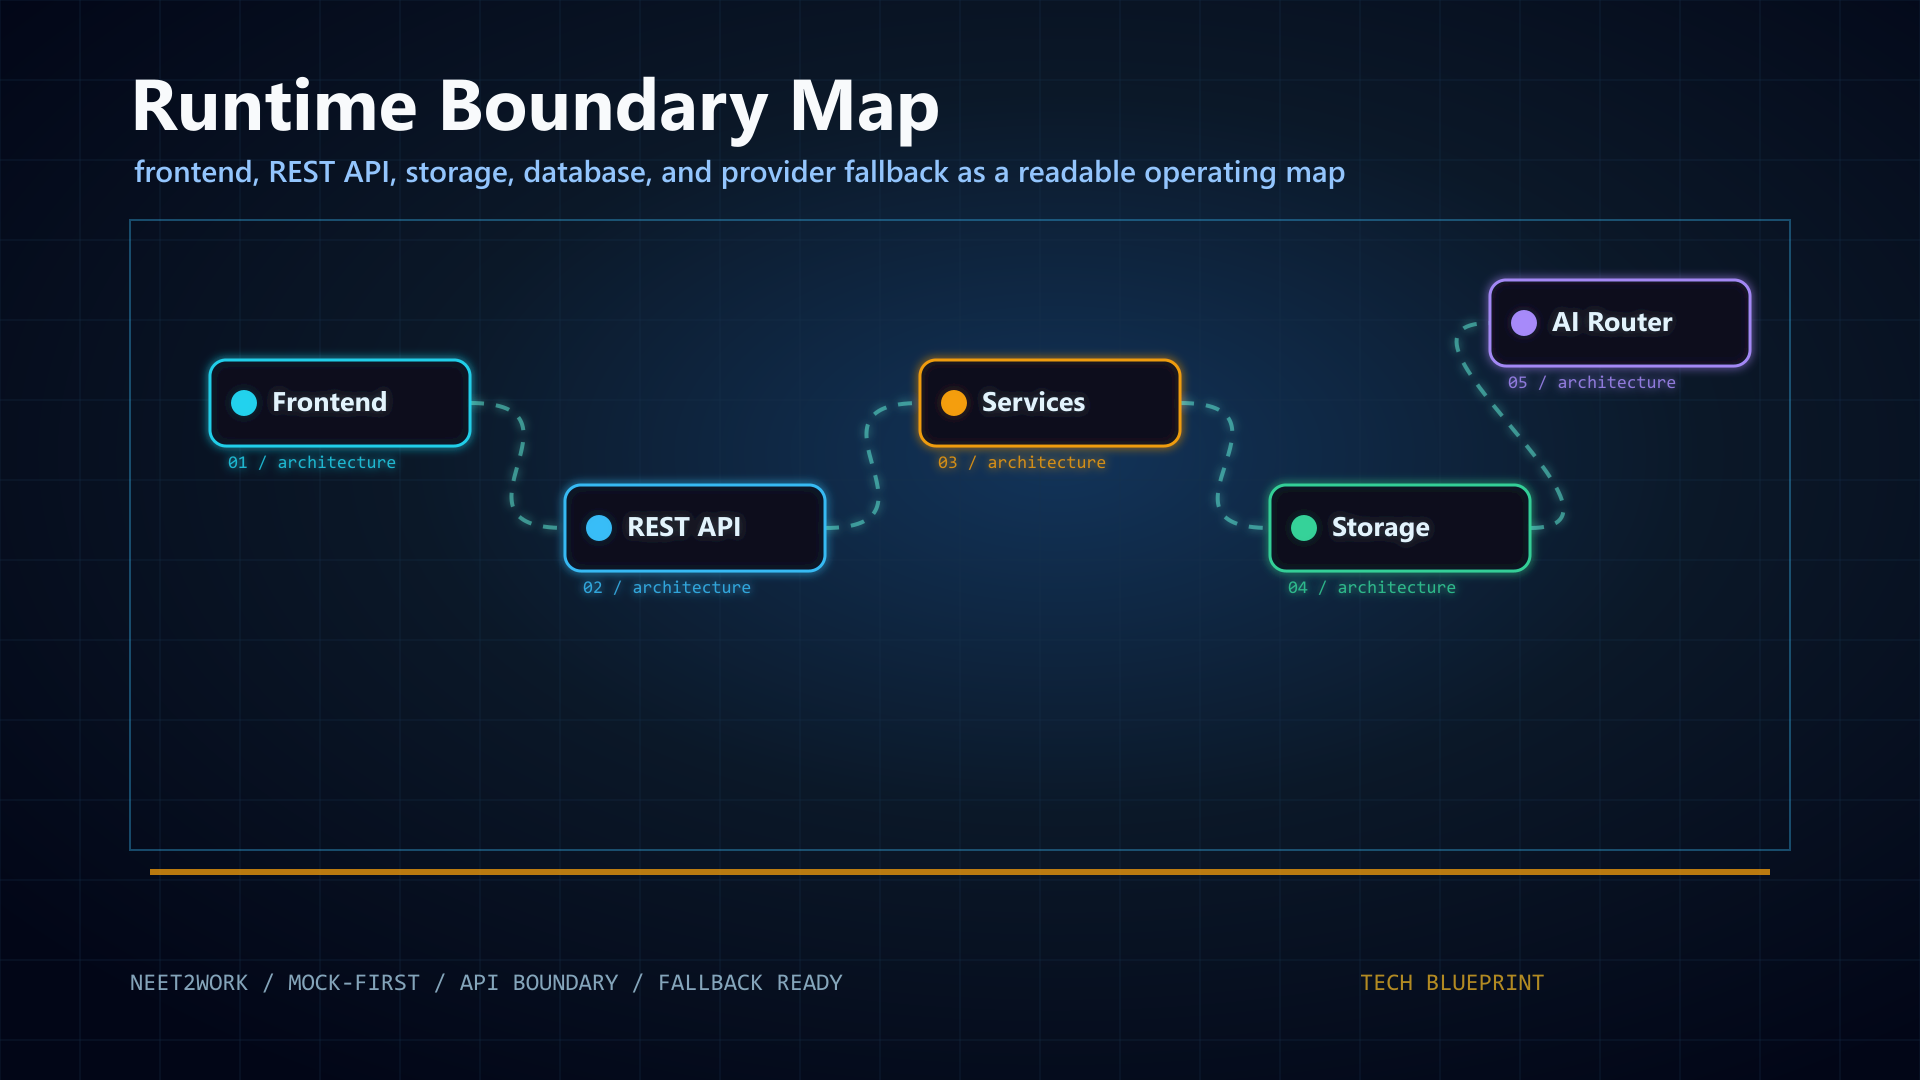 Runtime Boundary Map
frontend, REST API, storage, database, and provider fallback as a readable operating map
Frontend
01 / architecture
REST API
02 / architecture
Services
03 / architecture
Storage
04 / architecture
AI Router
05 / architecture
NEET2WORK / MOCK-FIRST / API BOUNDARY / FALLBACK READY
TECH BLUEPRINT